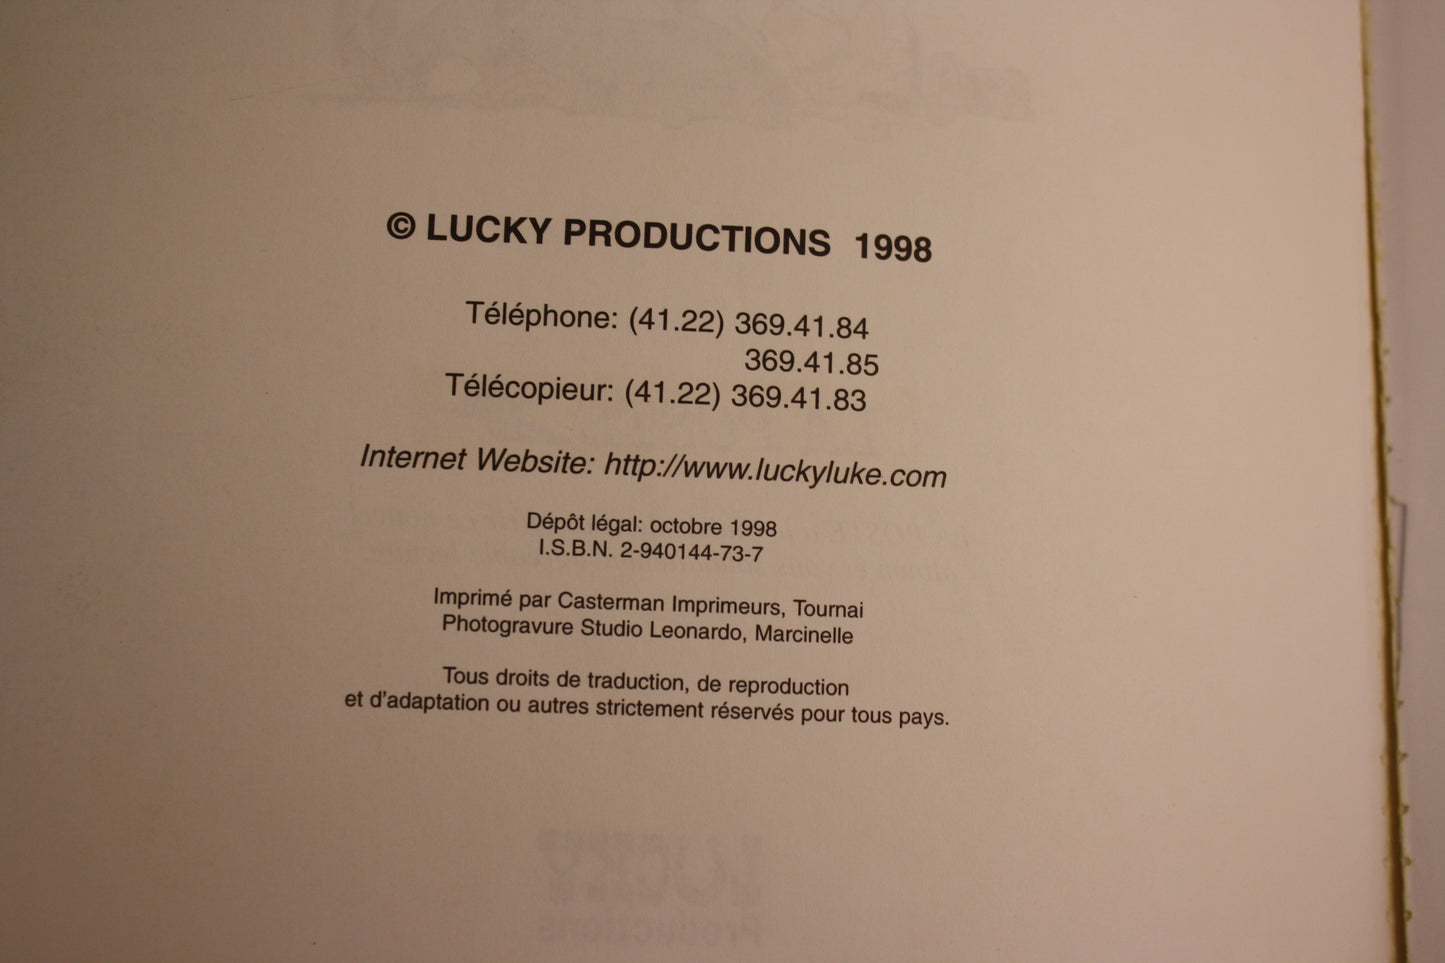 © LUCKY PRODUCTIONS 1998
Téléphone: (41.22) 369.41.84
369.41.85
Télécopieur: (41.22) 369.41.83
Internet Website: http://www.luckyluke.com
Dépôt légal: octobre 1998
I.S.B.N. 2-940144-73-7
Imprimé par Casterman Imprimeurs, Tournai
Photogravure Studio Leonardo, Marcinelle
Tous droits de traduction, de reproduction
et d'adaptation ou autres strictement réservés pour tous pays.
LUCKY
Productions